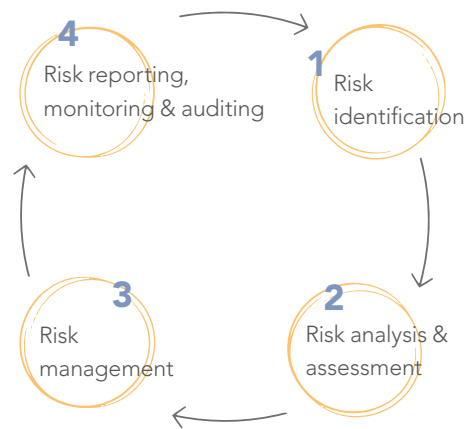 4
Risk reporting,
monitoring & auditing
1
Risk
identification
3
Risk
management
2
Risk analysis &
assessment